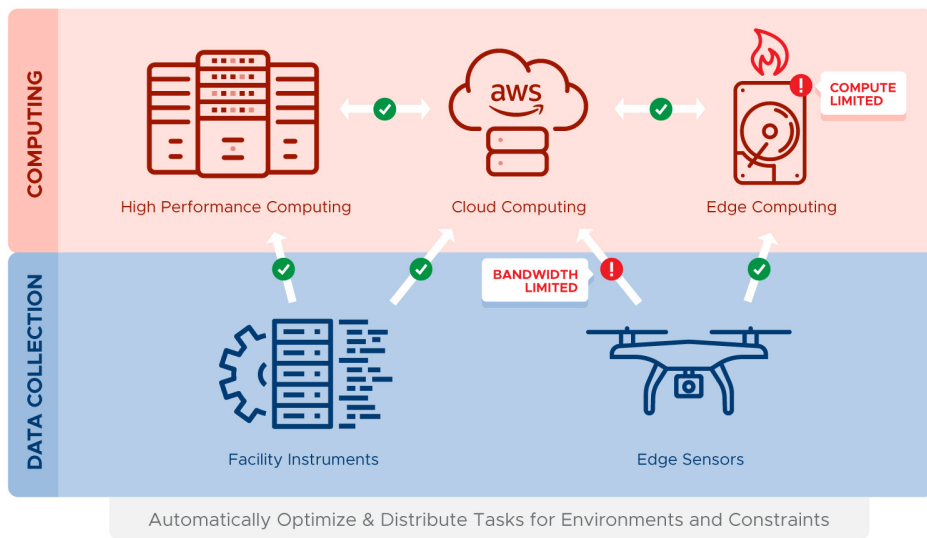 COMPUTING
aws
COMPUTE
LIMITED
High Performance Computing
Cloud Computing
Edge Computing
DATA COLLECTION
BANDWIDTH
LIMITED
Facility Instruments
Edge Sensors
Automatically Optimize & Distribute Tasks for Environments and Constraints